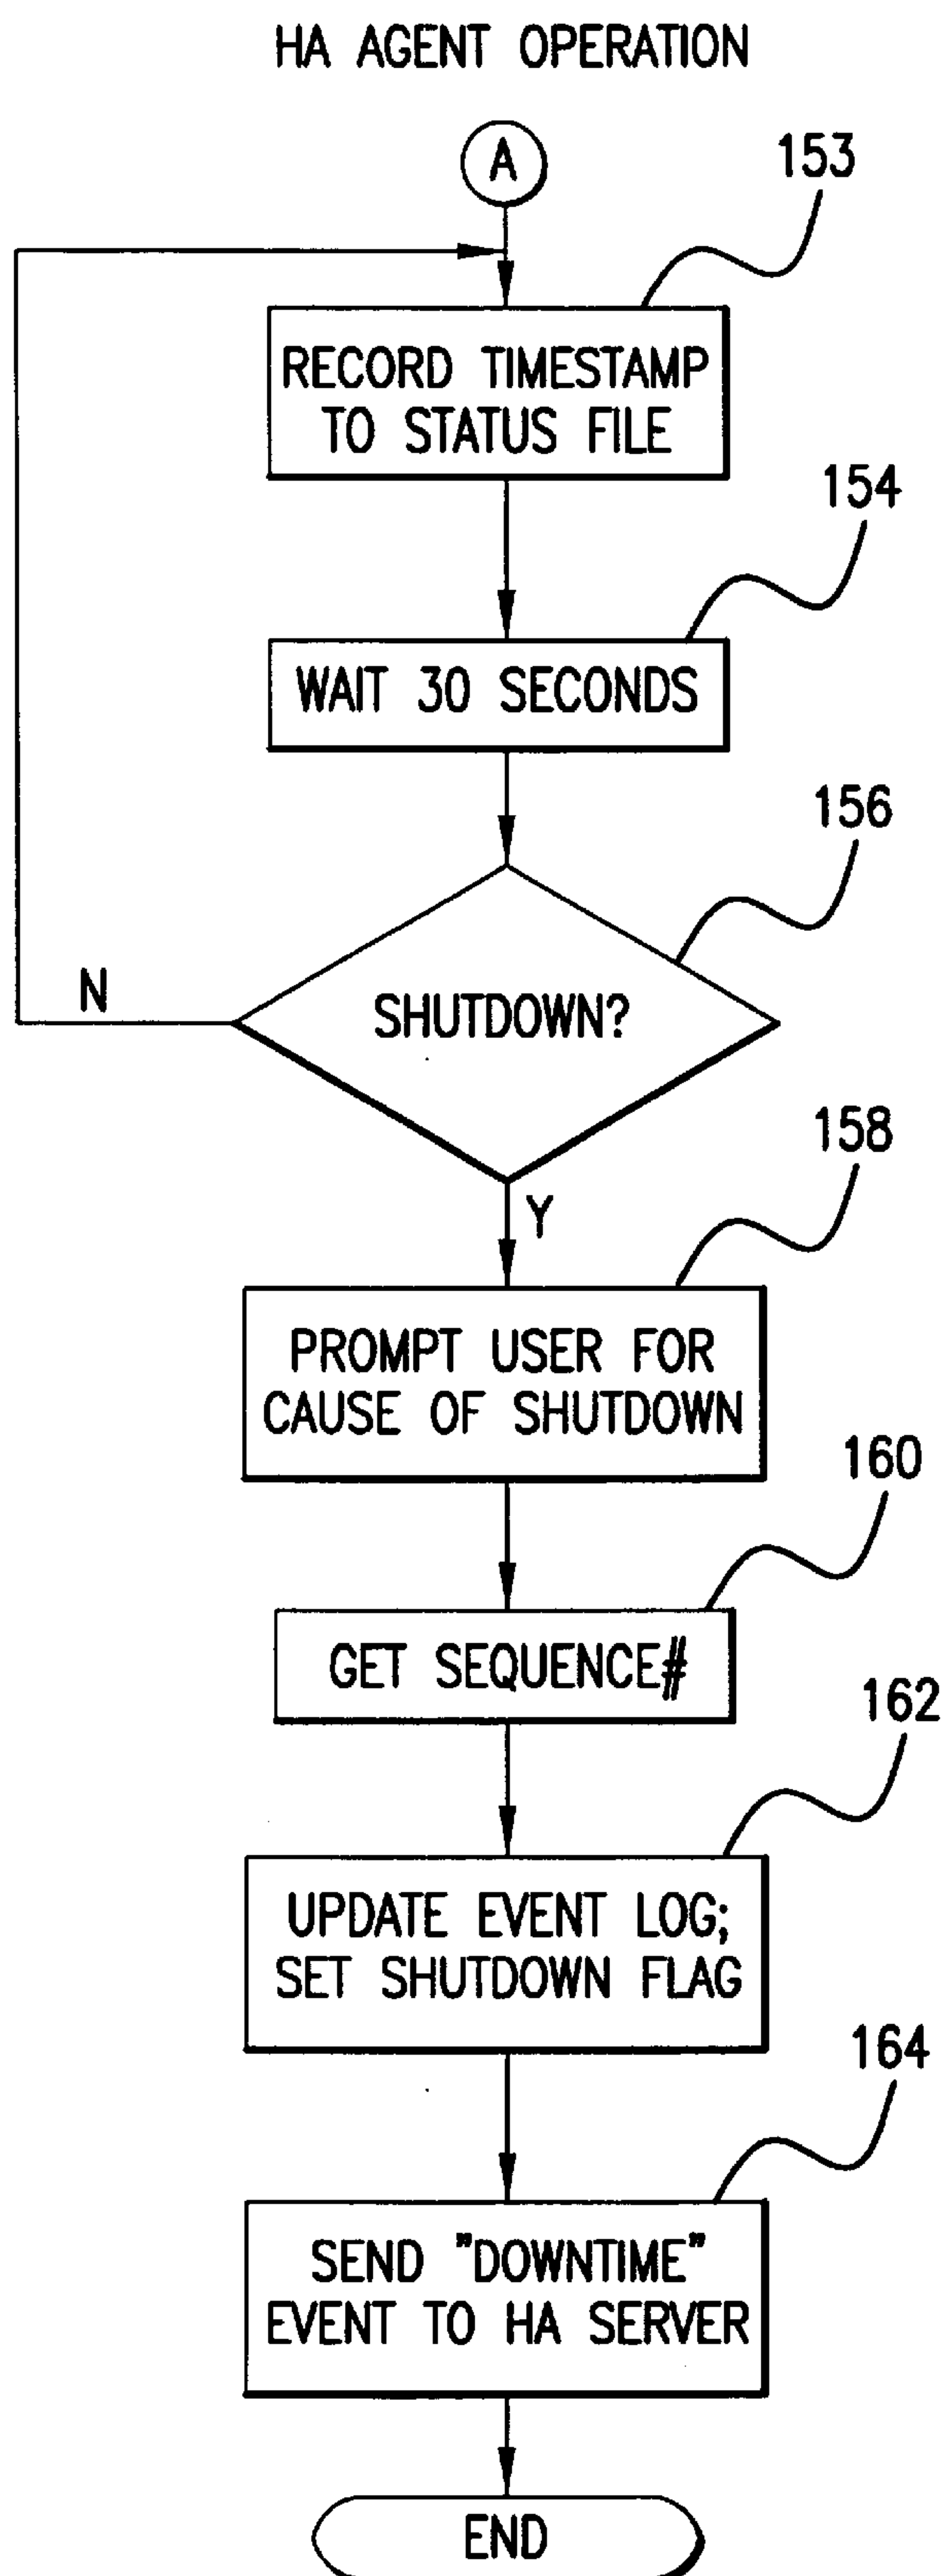 HA AGENT OPERATION
A
153
RECORD TIMESTAMP
TO STATUS FILE
154
WAIT 30 SECONDS
156
N
SHUTDOWN?
158
Y
PROMPT USER FOR
CAUSE OF SHUTDOWN
160
GET SEQUENCE#
162
UPDATE EVENT LOG;
SET SHUTDOWN FLAG
164
SEND "DOWNTIME"
EVENT TO HA SERVER
END